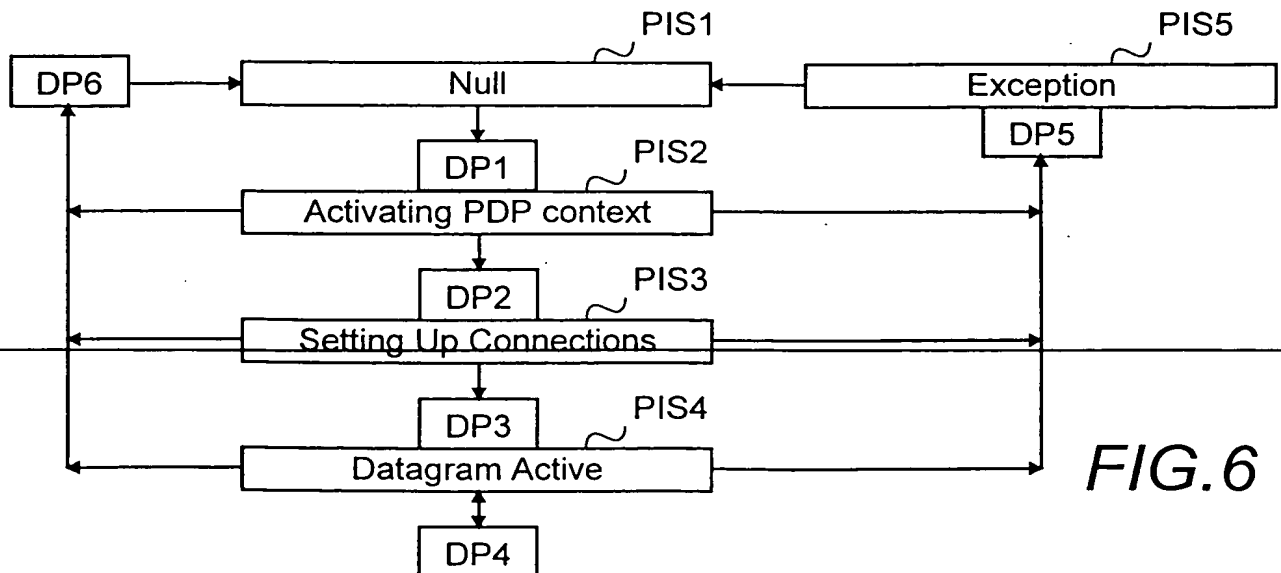 PIS1
PIS5
DP6
Null
Exception
DP1
DP5
PIS2
Activating PDP context
DP2
PIS3
Setting Up Connections
DP3
PIS4
Datagram Active
FIG.6
DP4